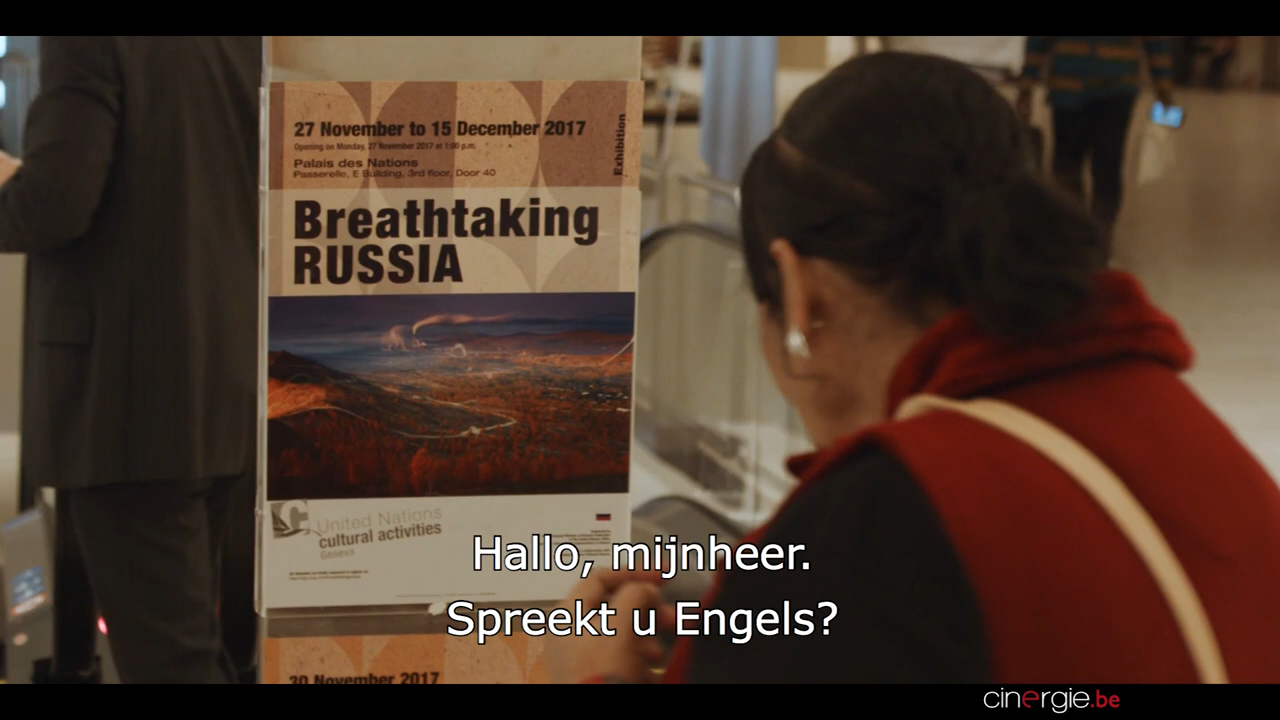 27 November to 15 December 2017
Opening on Monday, 27 November 2017 at 1:00 p.m.
Palais des Nations
Passerelle, E Building, 3rd floor, Door 40
Exhibition
Breathtaking
RUSSIA
United Nations
cultural activities
Geneva
Hallo, mijnheer.
Spreekt u Engels?
30 November 2017
cinergie.be